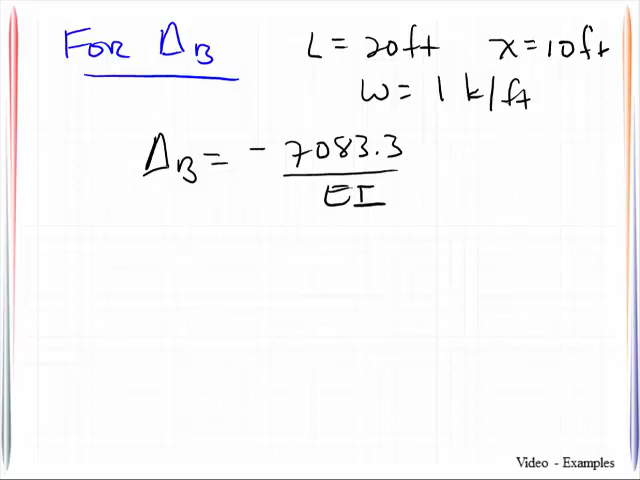 For Δ_B L = 20ft x = 10ft
w = 1 k/ft
Δ_B = - 7083.3
EI
Video - Examples